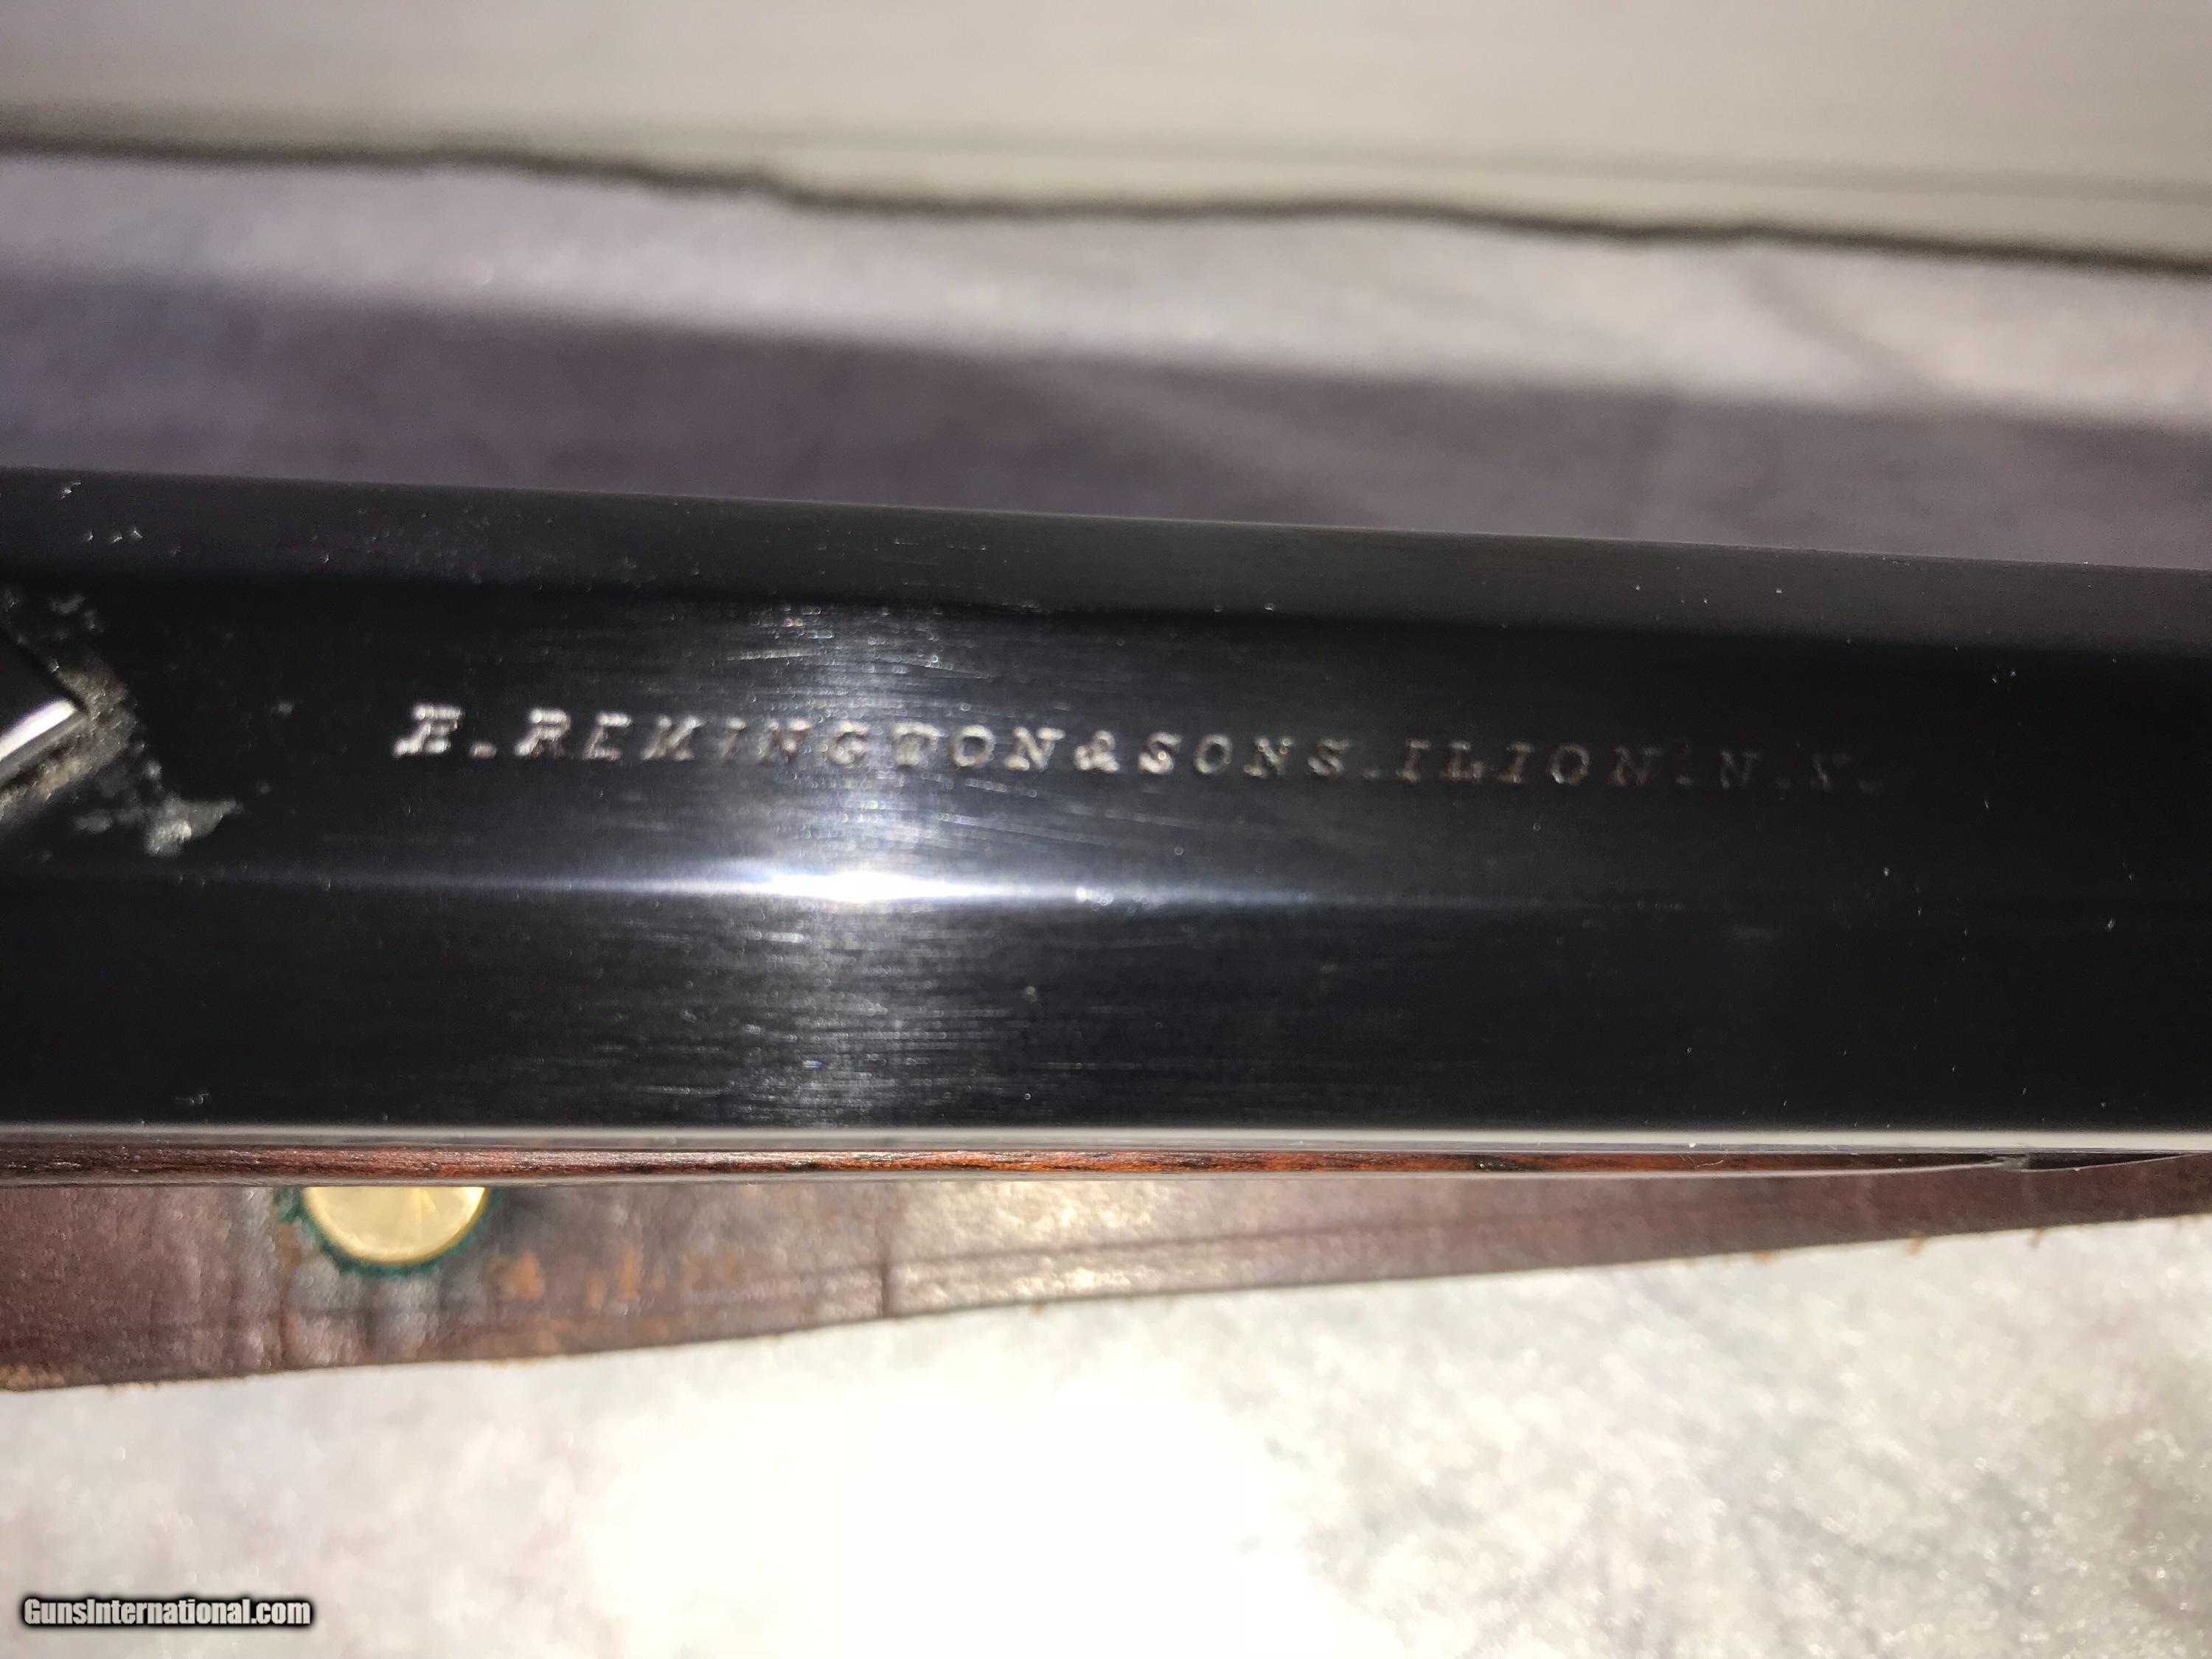 E. REMINGTON & SONS. ILION. N. Y.
GunsInternational.com